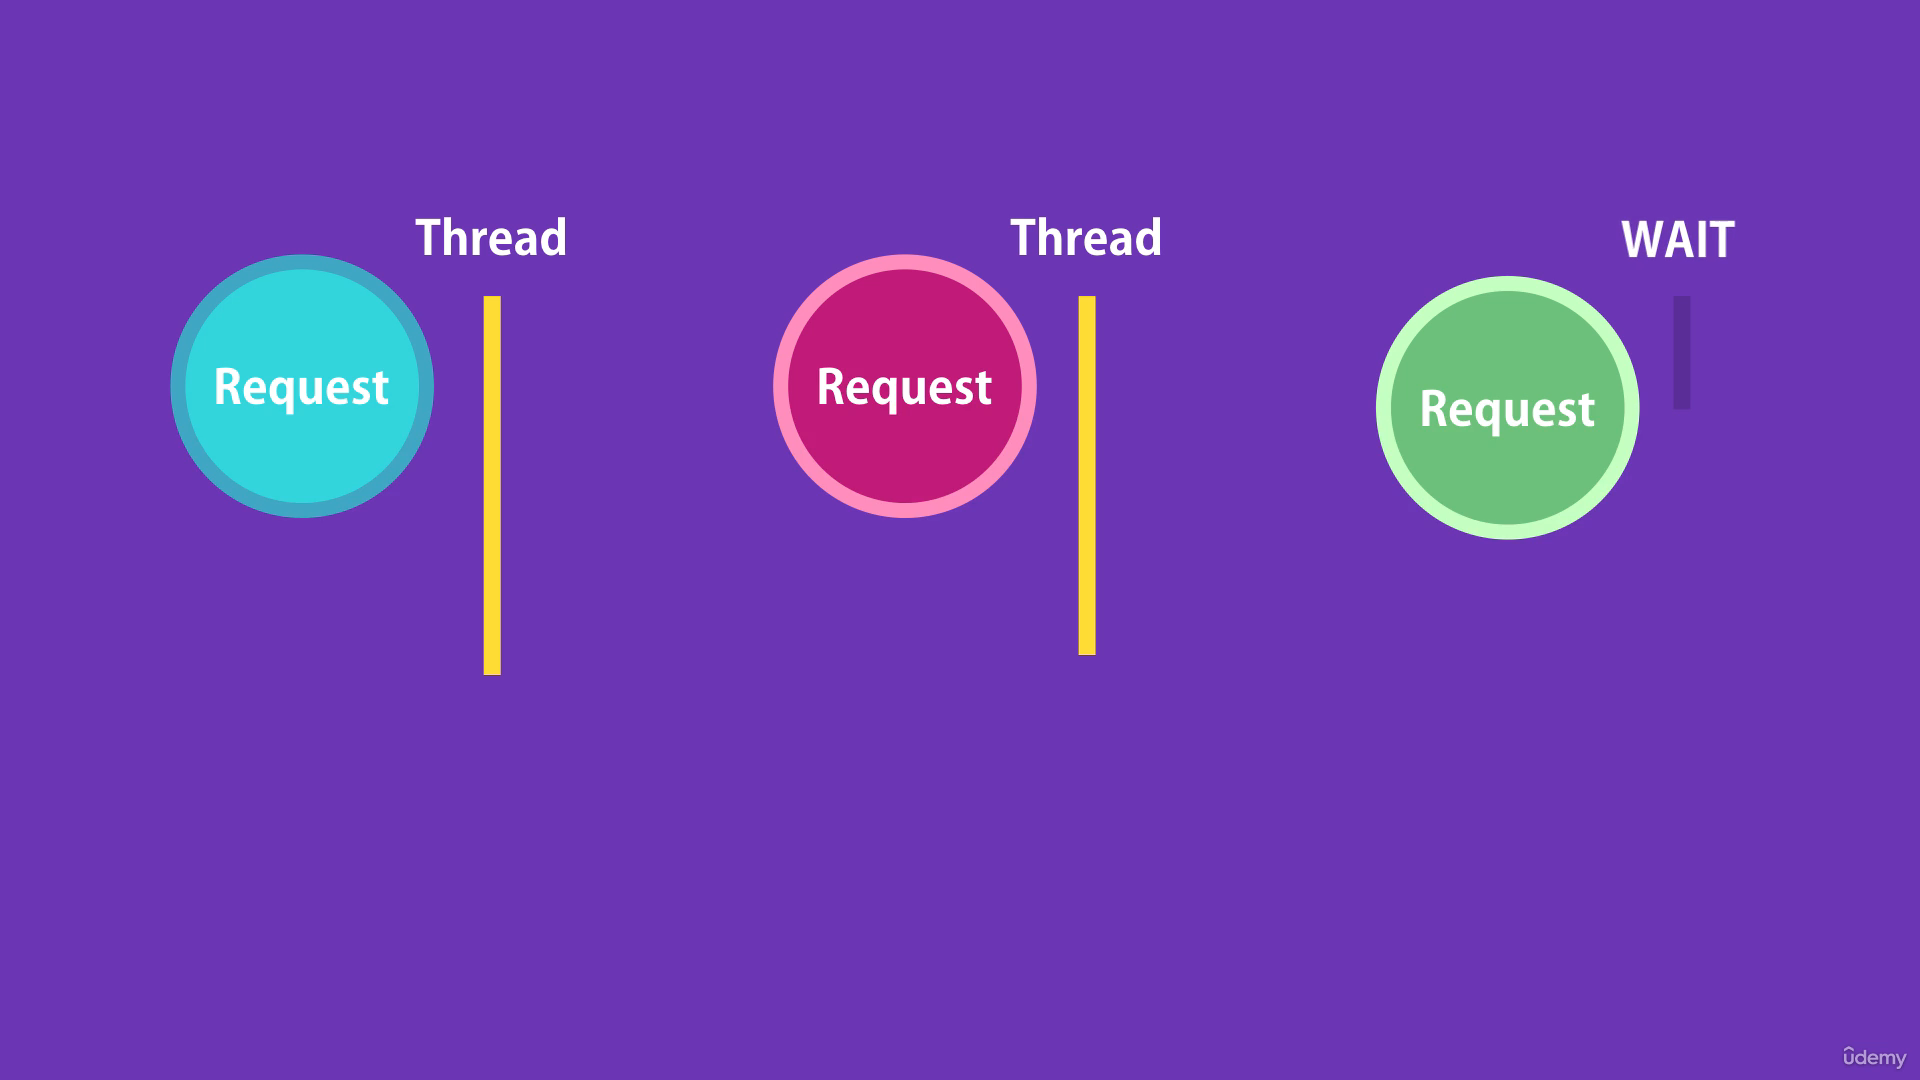 Thread
Thread
WAIT
Request
Request
Request
ûdemy